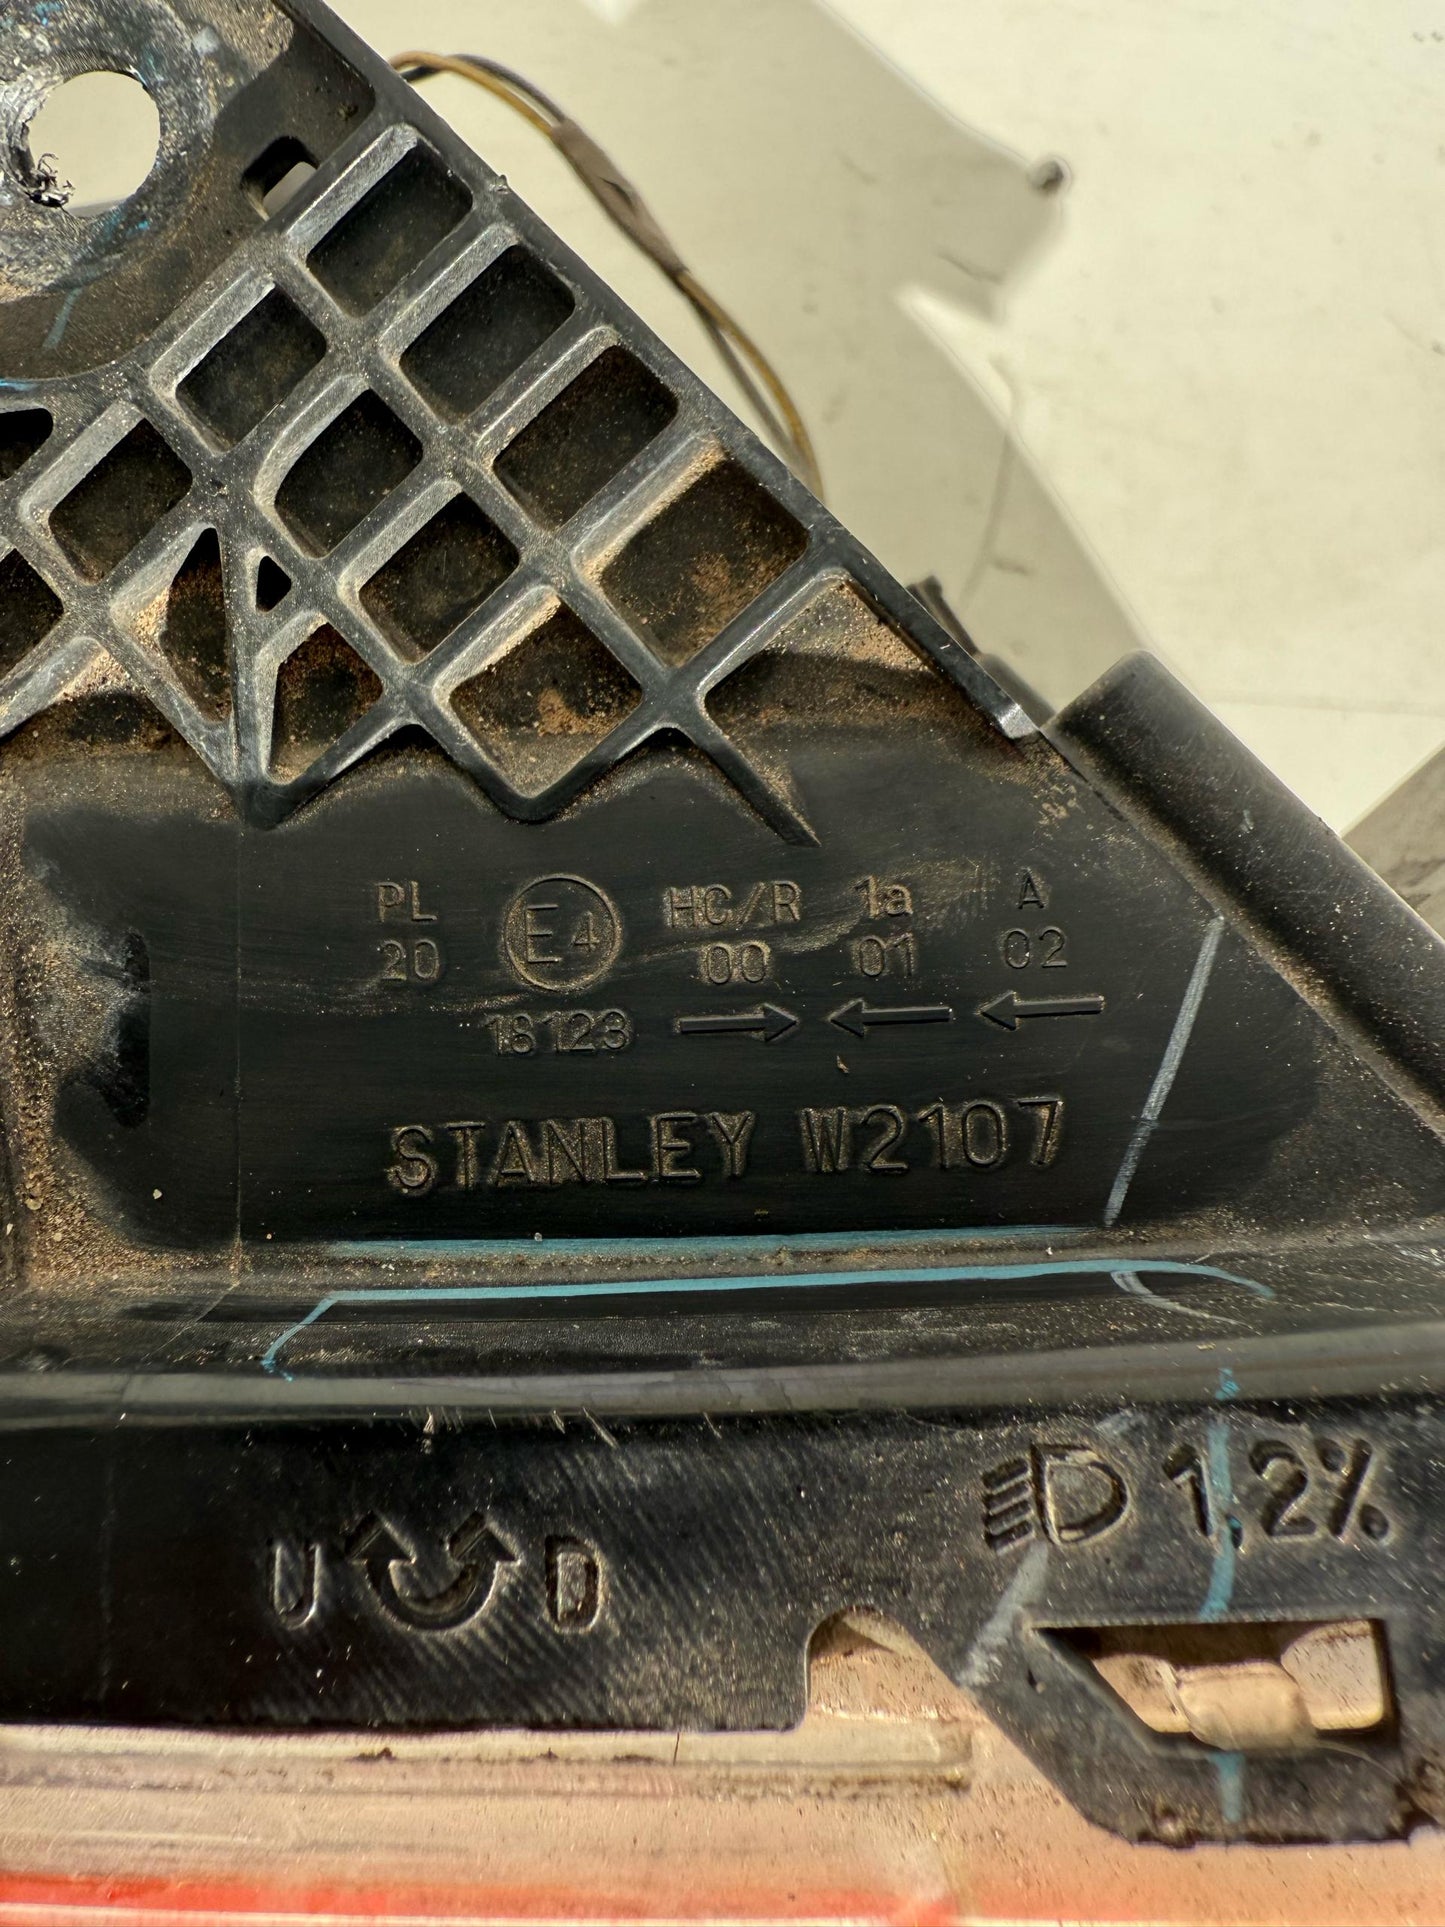 PL E4 HC/R 1a A
20 00 01 02
18123 → ← ←
STANLEY W2107
1,2%
U D